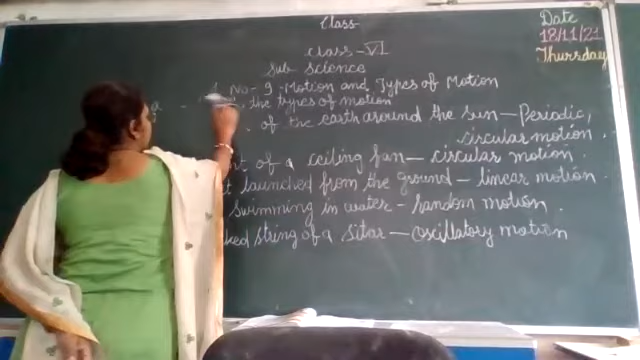 Class
Date
18/11/21
Thursday
Class-VI
Sub Science
No- 9 Motion and Types of Motion
the types of motion
of the earth around the sun — Periodic,
circular motion.
of a ceiling fan — circular motion.
launched from the ground — linear motion
swimming in water - random motion.
string of a sitar — oscillatory motion